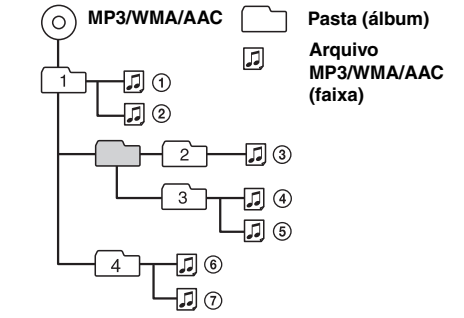 MP3/WMA/AAC
Pasta (álbum)
Arquivo
MP3/WMA/AAC
(faixa)
1
①
②
2
③
3
④
⑤
4
⑥
⑦